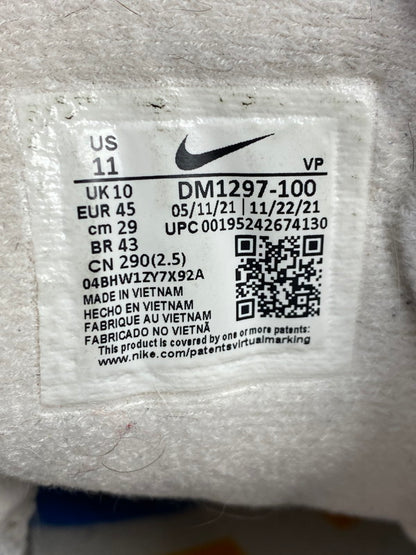 US
11
VP
UK 10
DM1297-100
EUR 45
05/11/21 | 11/22/21
cm 29
UPC 00195242674130
BR 43
CN 290(2.5)
04BHW1ZY7X92A
MADE IN VIETNAM
HECHO EN VIETNAM
FABRIQUE AU VIETNAM
FABRICADO NO VIETNÃ
This product is covered by one or more patents:
www.nike.com/patentsvirtualmarking